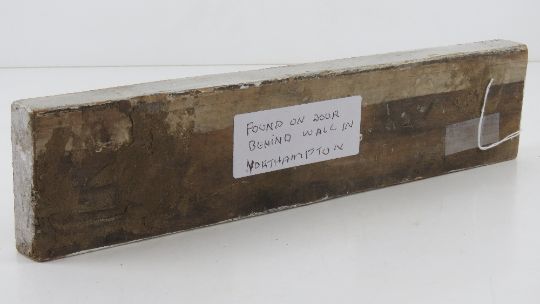 FOUND ON DOOR
BEHIND WALL IN
NORTHAMPTON